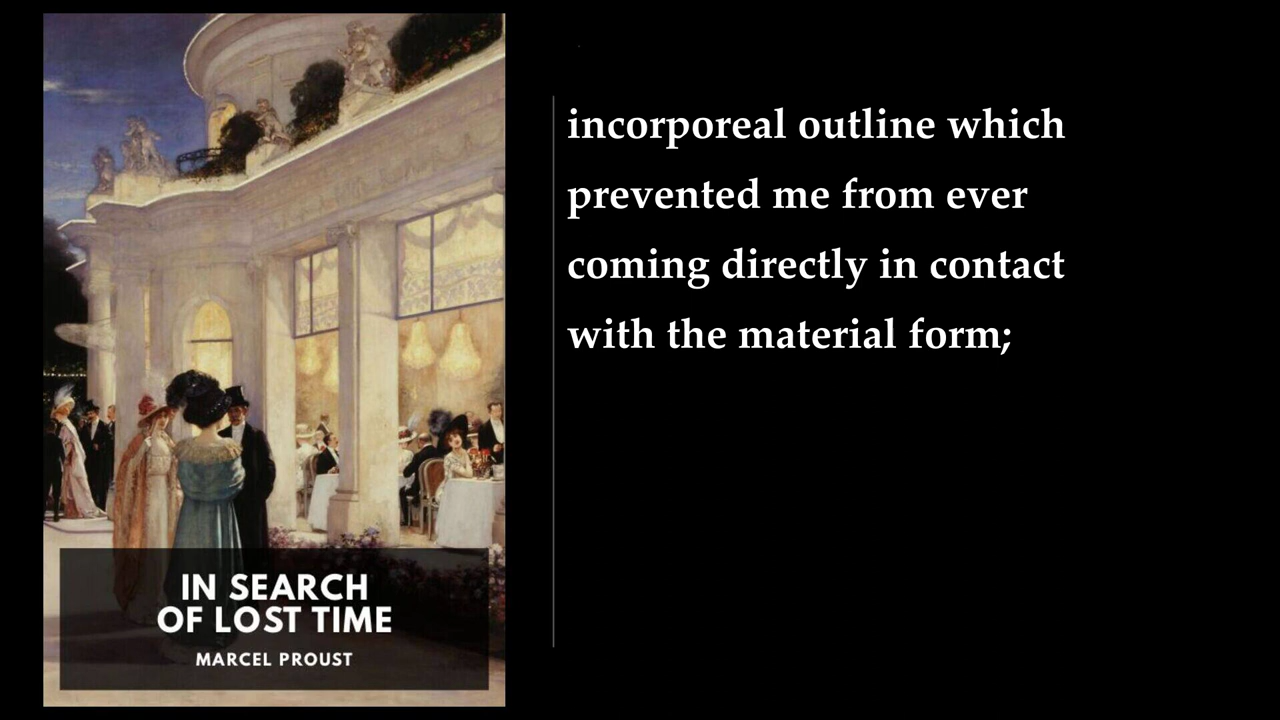 incorporeal outline which
prevented me from ever
coming directly in contact
with the material form;
IN SEARCH
OF LOST TIME
MARCEL PROUST